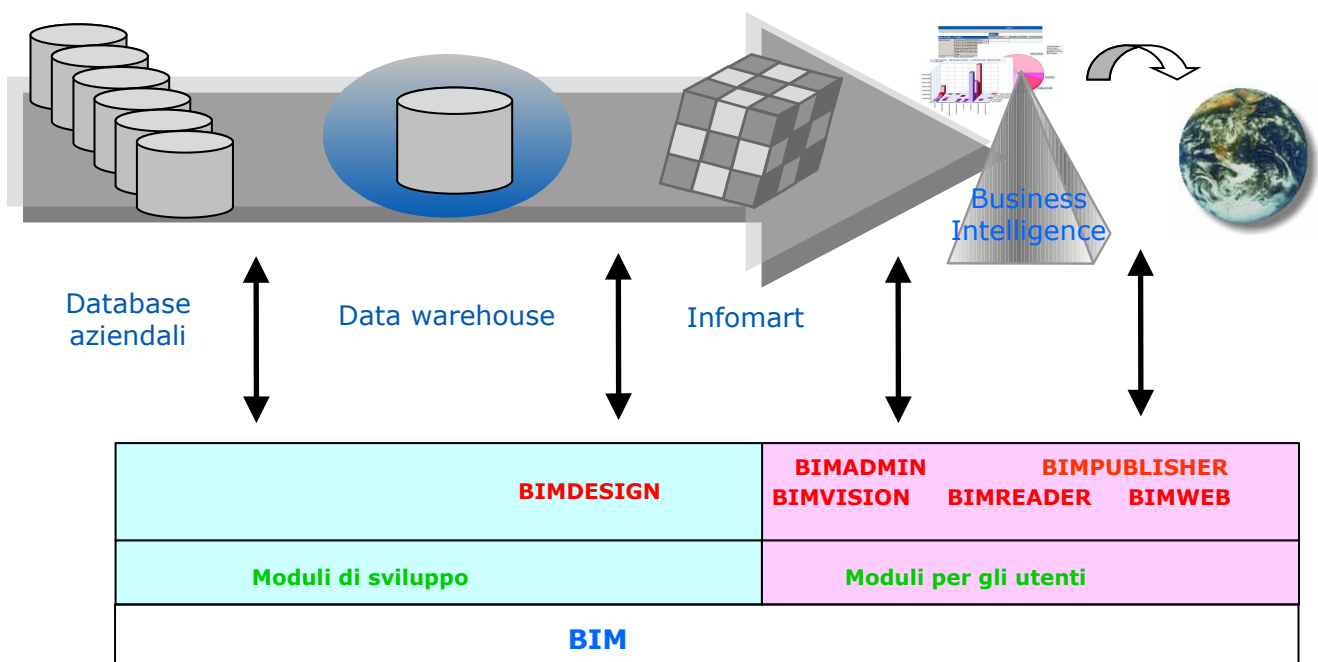 Business
Intelligence
Database
aziendali
Data warehouse
Infomart
BIMADMIN
BIMPUBLISHER
BIMDESIGN
BIMVISION
BIMREADER
BIMWEB
Moduli di sviluppo
Moduli per gli utenti
BIM